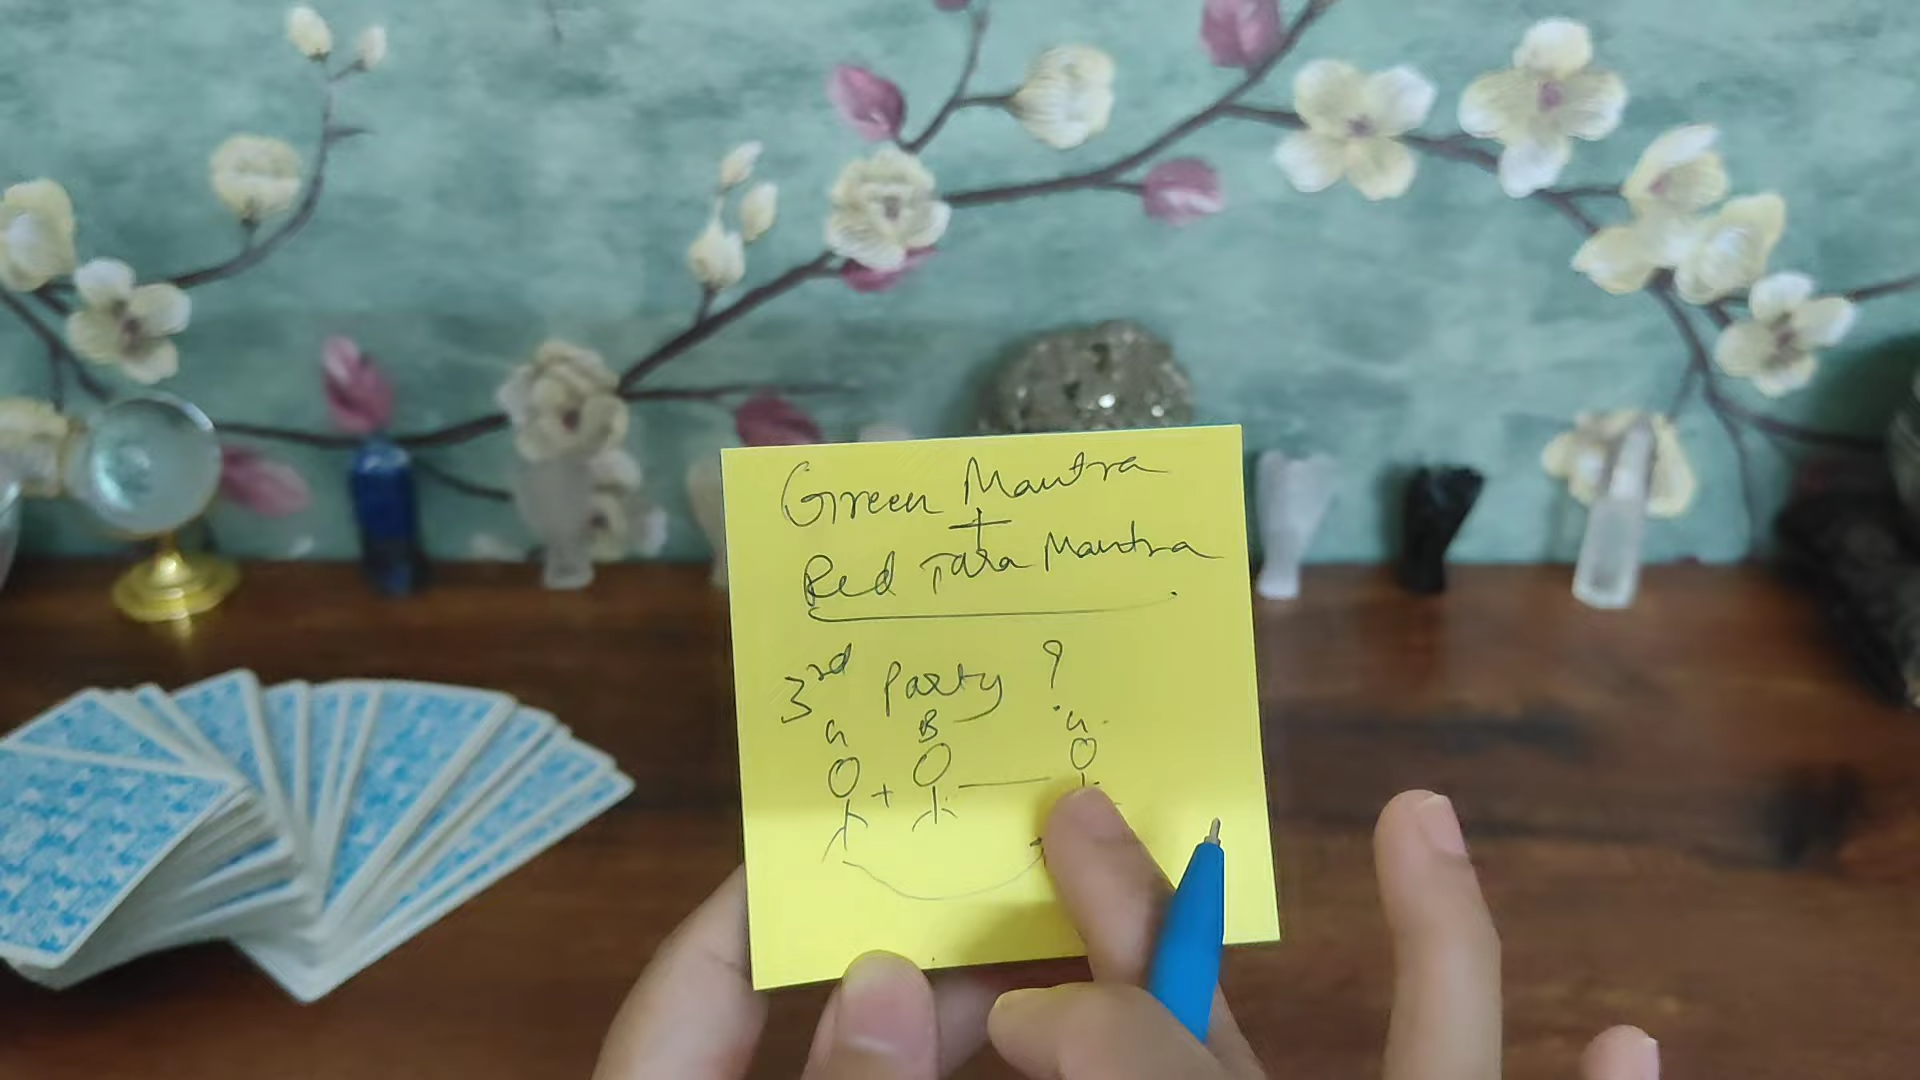 Green Mantra
+
Red Tara Mantra
3rd Party ?
G B G
+